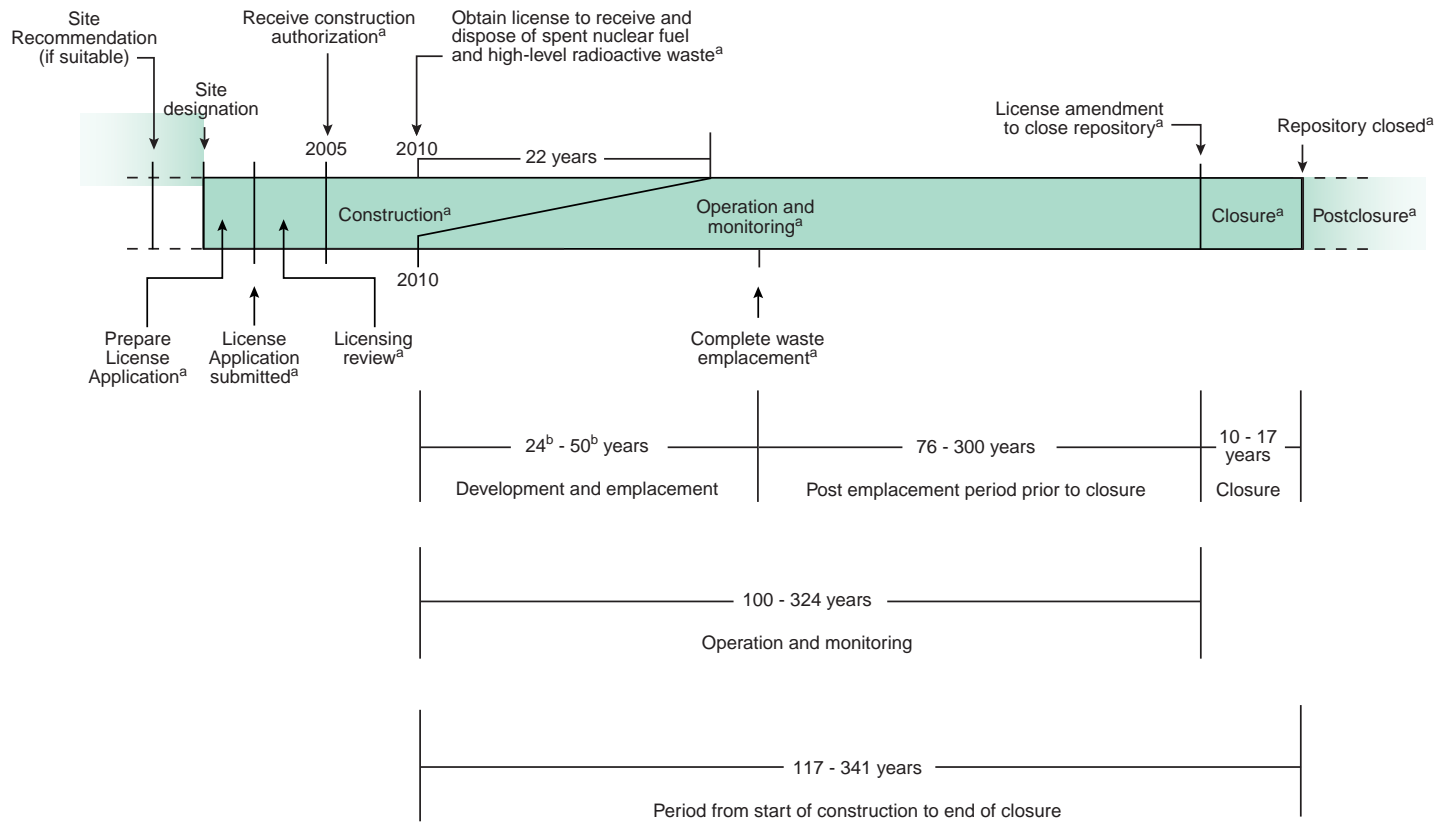 Site
Recommendation
(if suitable)
Site
designation
Receive construction
authorizationᵃ
2005
Obtain license to receive and
dispose of spent nuclear fuel
and high-level radioactive wasteᵃ
2010
22 years
License amendment
to close repositoryᵃ
Repository closedᵃ
Constructionᵃ
Operation and
monitoringᵃ
Closureᵃ
Postclosureᵃ
2010
Prepare
License
Applicationᵃ
License
Application
submittedᵃ
Licensing
reviewᵃ
Complete waste
emplacementᵃ
24ᵇ - 50ᵇ years
Development and emplacement
76 - 300 years
Post emplacement period prior to closure
10 - 17
years
Closure
100 - 324 years
Operation and monitoring
117 - 341 years
Period from start of construction to end of closure